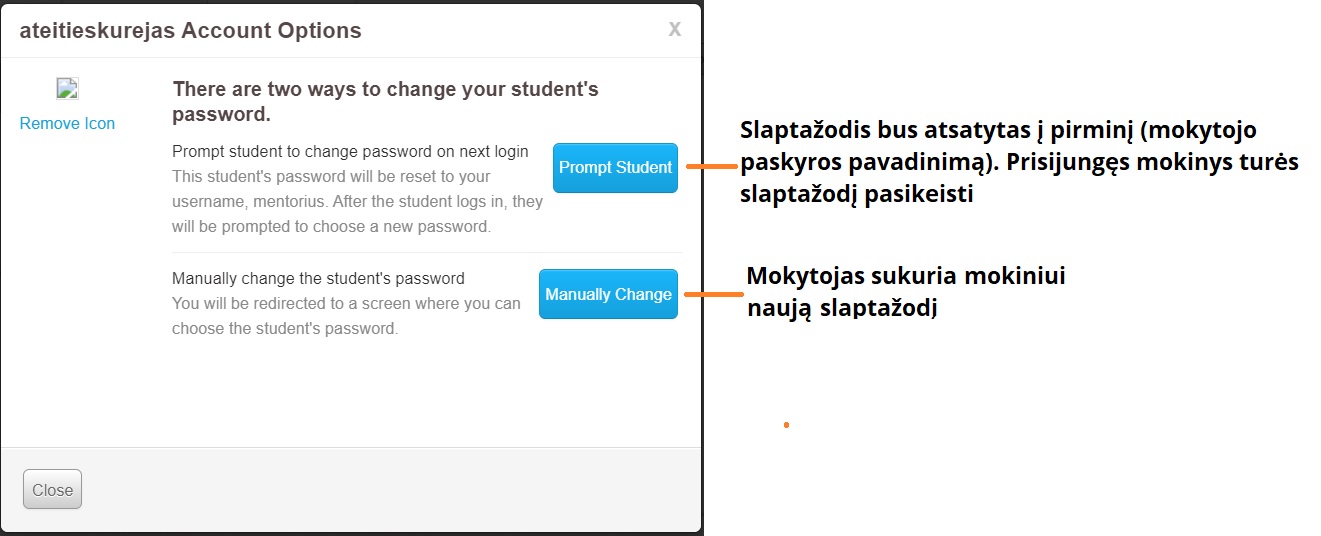 ateitieskurejas Account Options
x
Remove Icon
There are two ways to change your student's
password.
Prompt student to change password on next login
This student's password will be reset to your
username, mentorius. After the student logs in, they
will be prompted to choose a new password.
Prompt Student
Slaptažodis bus atsatytas į pirminį (mokytojo
paskyros pavadinimą). Prisijungęs mokinys turės
slaptažodį pasikeisti
Manually change the student's password
You will be redirected to a screen where you can
choose the student's password.
Manually Change
Mokytojas sukuria mokiniui
naują slaptažodį
Close